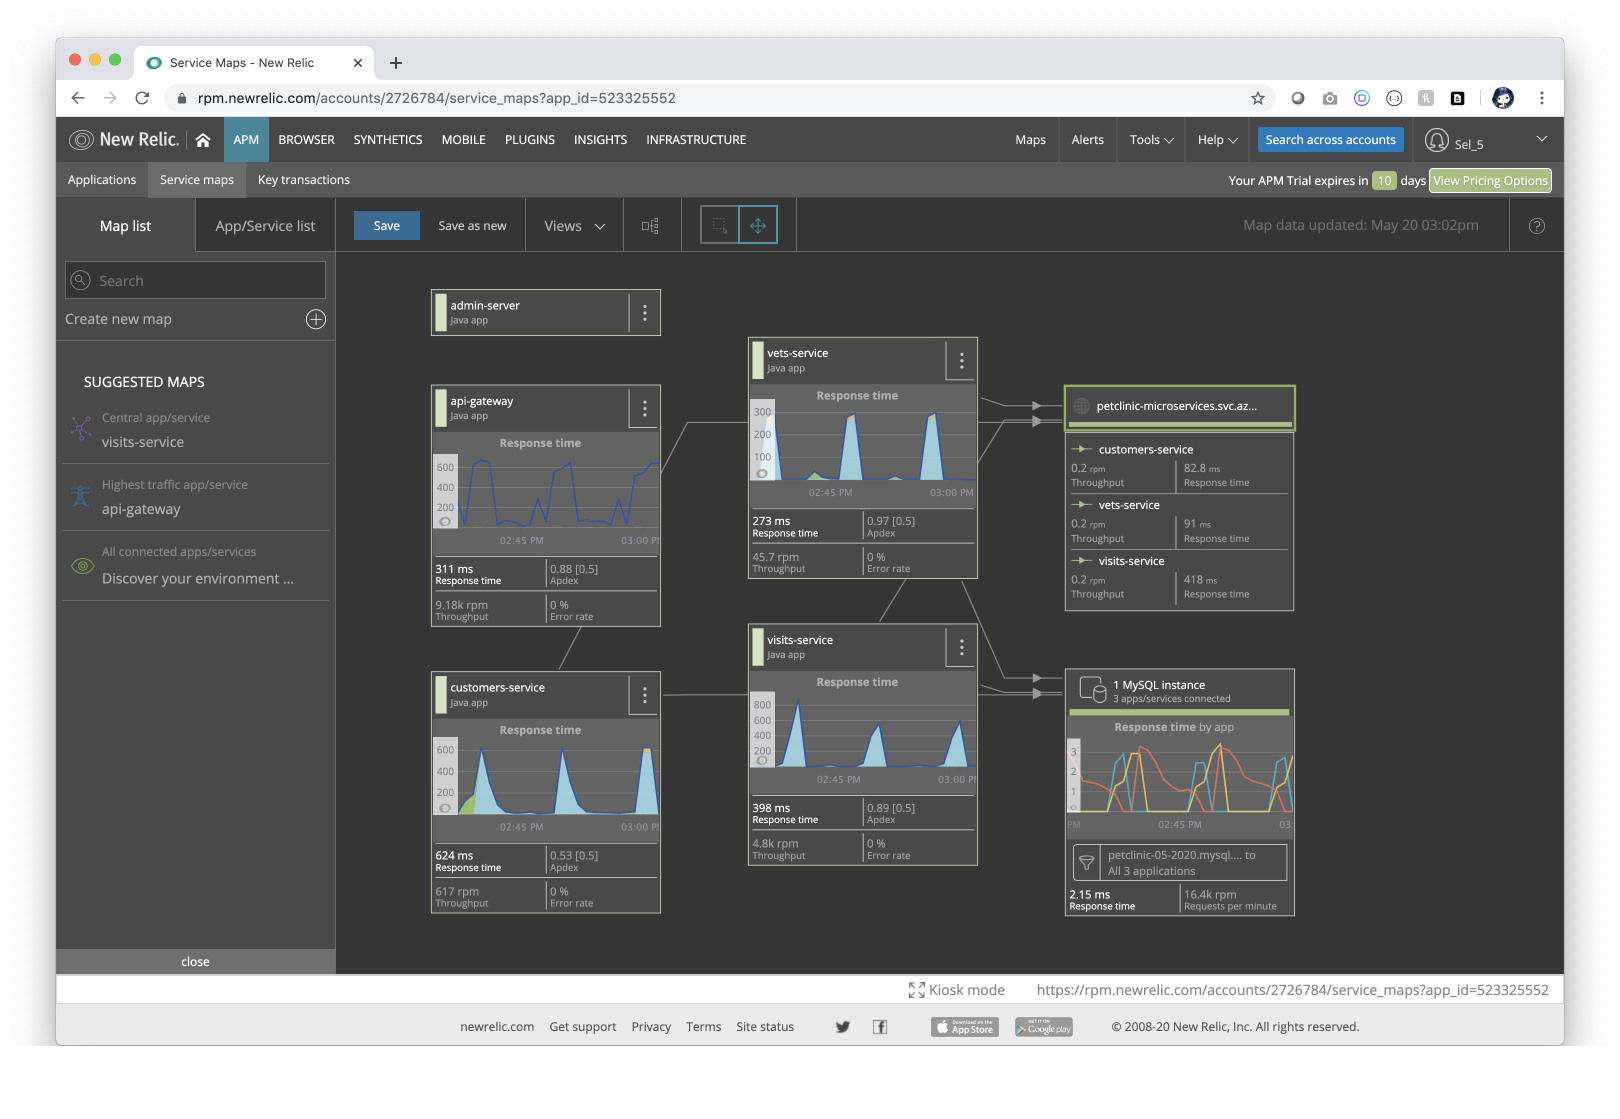 Service Maps - New Relic
rpm.newrelic.com/accounts/2726784/service_maps?app_id=523325552
New Relic.
APM
BROWSER
SYNTHETICS
MOBILE
PLUGINS
INSIGHTS
INFRASTRUCTURE
Maps
Alerts
Tools
Help
Search across accounts
Sel_5
Applications
Service maps
Key transactions
Your APM Trial expires in 10 days
View Pricing Options
Map list
App/Service list
Save
Save as new
Views
Map data updated: May 20 03:02pm
Search
Create new map
SUGGESTED MAPS
Central app/service
visits-service
Highest traffic app/service
api-gateway
All connected apps/services
Discover your environment ...
close
admin-server
Java app
api-gateway
Java app
Response time
600
400
200
02:45 PM
03:00 PM
311 ms
Response time
0.88 [0.5]
Apdex
9.18k rpm
Throughput
0 %
Error rate
customers-service
Java app
Response time
600
400
200
02:45 PM
03:00 PM
624 ms
Response time
0.53 [0.5]
Apdex
617 rpm
Throughput
0 %
Error rate
vets-service
Java app
Response time
300
200
100
02:45 PM
03:00 PM
273 ms
Response time
0.97 [0.5]
Apdex
45.7 rpm
Throughput
0 %
Error rate
visits-service
Java app
Response time
800
600
400
200
02:45 PM
03:00 PM
398 ms
Response time
0.89 [0.5]
Apdex
4.8k rpm
Throughput
0 %
Error rate
petclinic-microservices.svc.az...
customers-service
0.2 rpm
Throughput
82.8 ms
Response time
vets-service
0.2 rpm
Throughput
91 ms
Response time
visits-service
0.2 rpm
Throughput
418 ms
Response time
1 MySQL instance
3 apps/services connected
Response time by app
3
2
1
PM
02:45 PM
03:
petclinic-05-2020.mysql.... to
All 3 applications
2.15 ms
Response time
16.4k rpm
Requests per minute
Kiosk mode
https://rpm.newrelic.com/accounts/2726784/service_maps?app_id=523325552
newrelic.com
Get support
Privacy
Terms
Site status
Download on the
App Store
GET IT ON
Google play
© 2008-20 New Relic, Inc. All rights reserved.